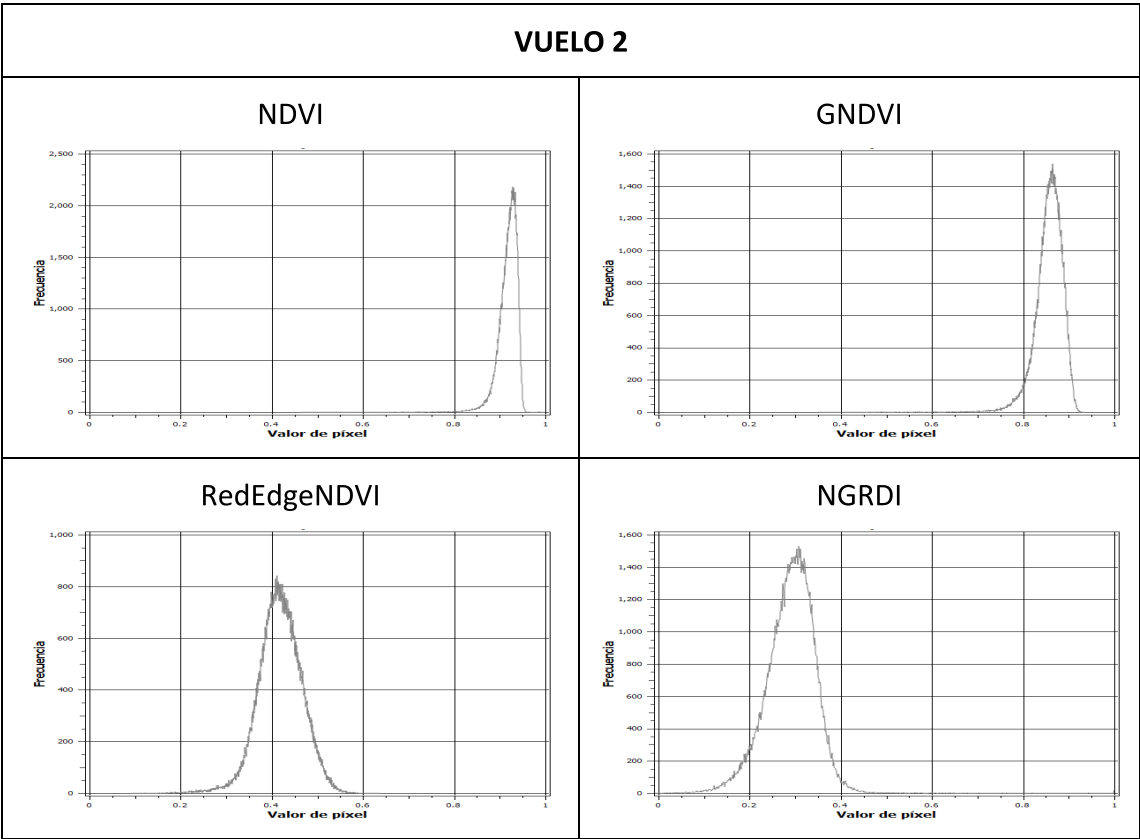 VUELO 2
NDVI
2,500
2,000
1,500
1,000
500
0
Frecuencia
0 0.2 0.4 0.6 0.8 1
Valor de píxel
GNDVI
1,600
1,400
1,200
1,000
800
600
400
200
0
Frecuencia
0 0.2 0.4 0.6 0.8 1
Valor de píxel
RedEdgeNDVI
1,000
800
600
400
200
0
Frecuencia
0 0.2 0.4 0.6 0.8 1
Valor de píxel
NGRDI
1,600
1,400
1,200
1,000
800
600
400
200
0
Frecuencia
0 0.2 0.4 0.6 0.8 1
Valor de píxel